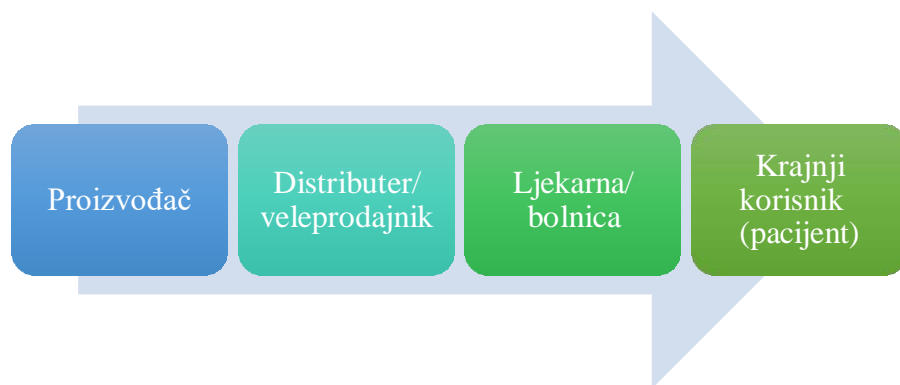 Proizvođač
Distributer/
veleprodajnik
Ljekarna/
bolnica
Krajnji
korisnik
(pacijent)